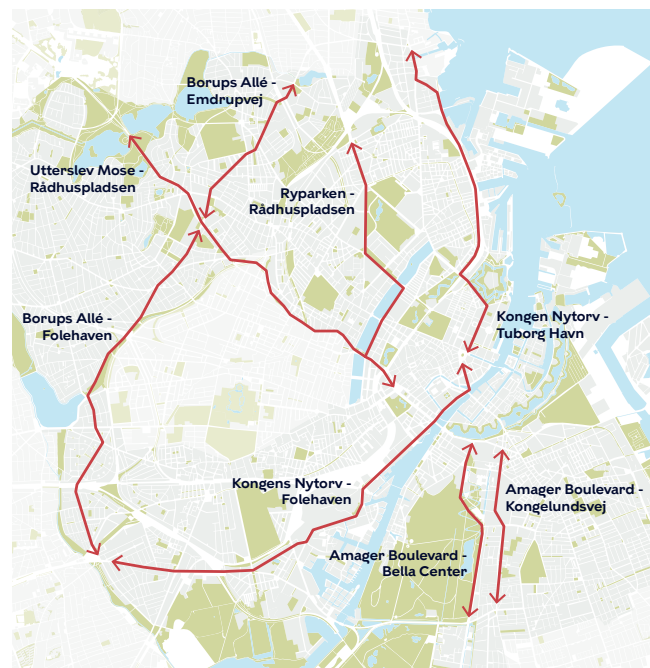 Borups Allé -
Emdrupvej
Utterslev Mose -
Rådhuspladsen
Ryparken -
Rådhuspladsen
Borups Allé -
Folehaven
Kongen Nytorv -
Tuborg Havn
Kongens Nytorv -
Folehaven
Amager Boulevard -
Kongelundsvej
Amager Boulevard -
Bella Center